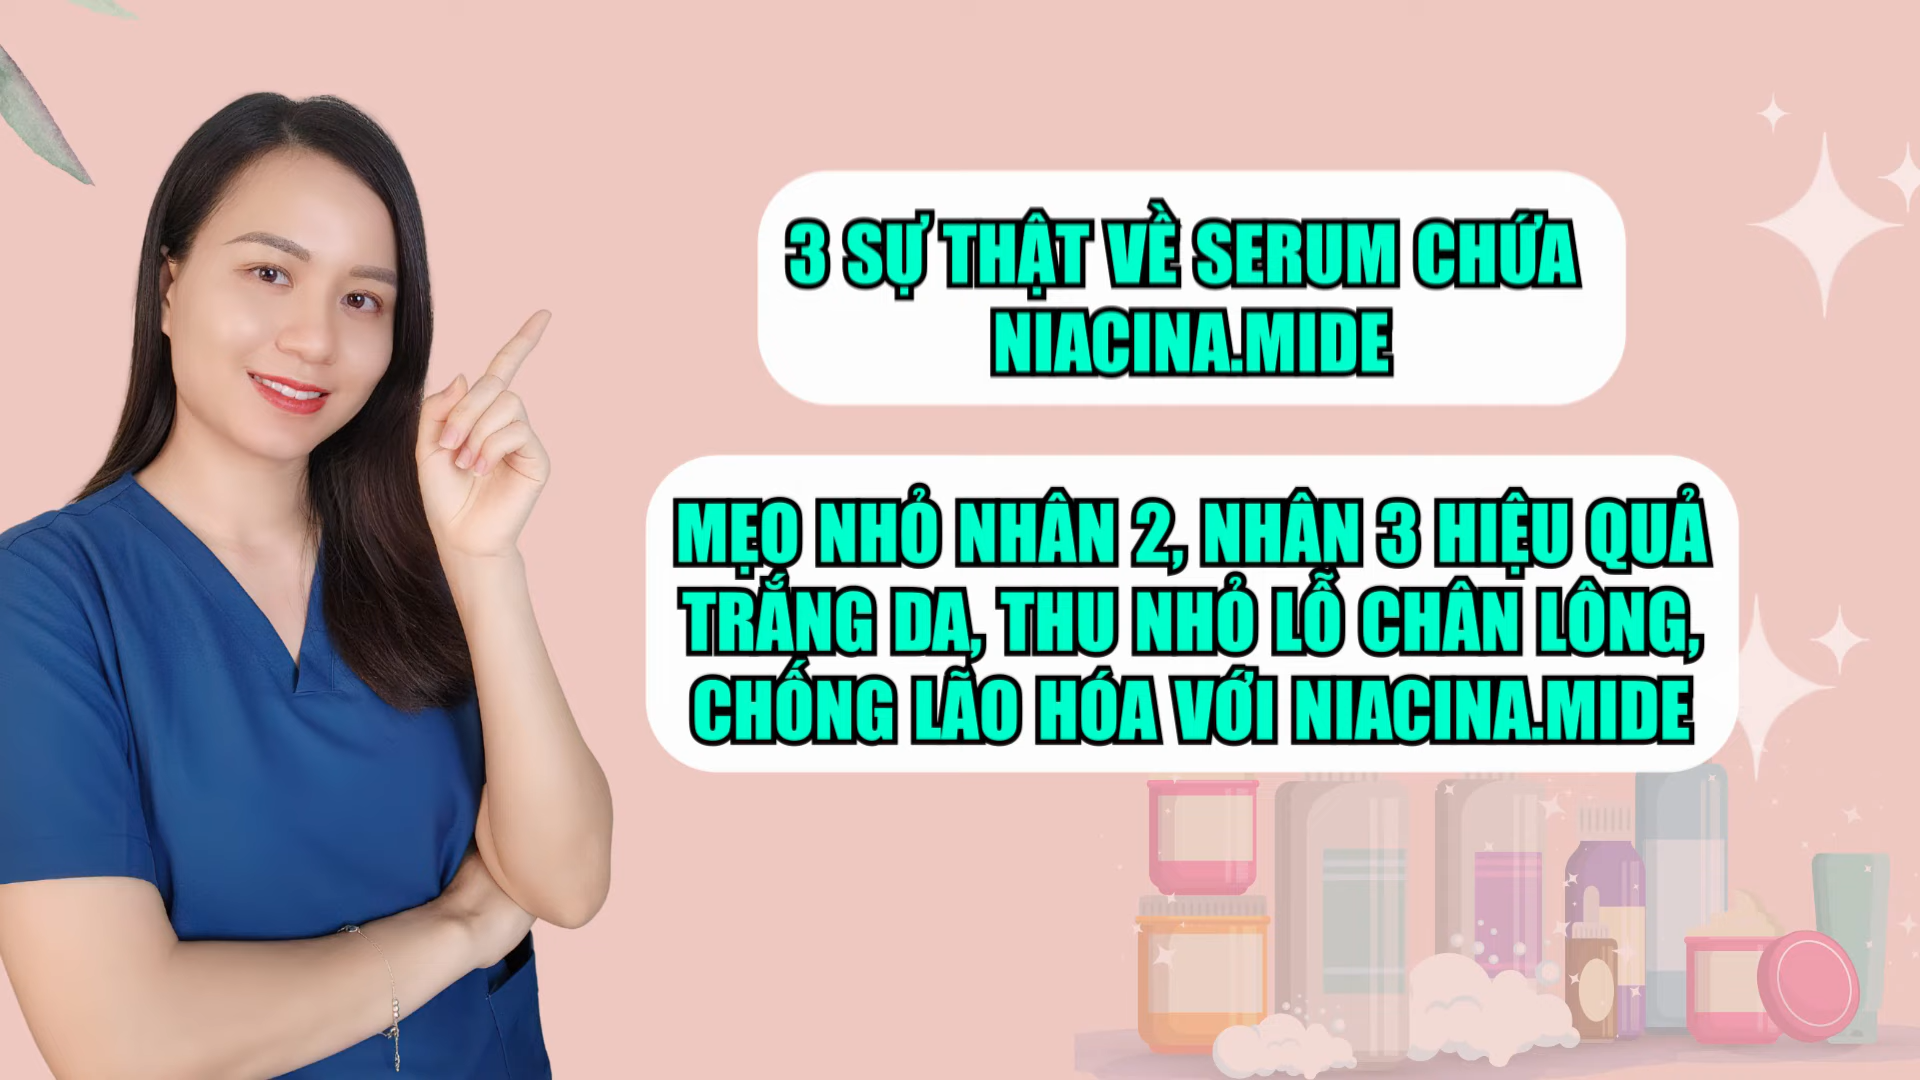 3 SỰ THẬT VỀ SERUM CHỨA
NIACINA.MIDE
MẸO NHỎ NHÂN 2, NHÂN 3 HIỆU QUẢ
TRẮNG DA, THU NHỎ LỖ CHÂN LÔNG,
CHỐNG LÃO HÓA VỚI NIACINA.MIDE